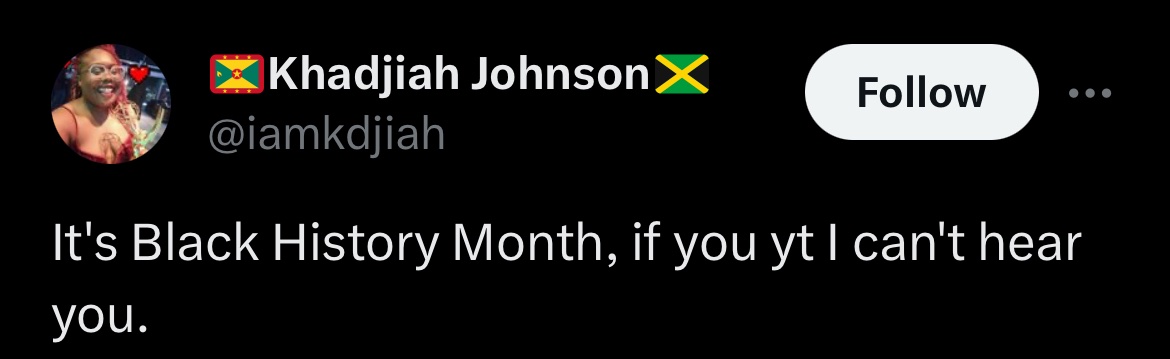 🇬🇩Khadjiah Johnson🇯🇲
@iamkdjiah
Follow
It's Black History Month, if you yt I can't hear
you.